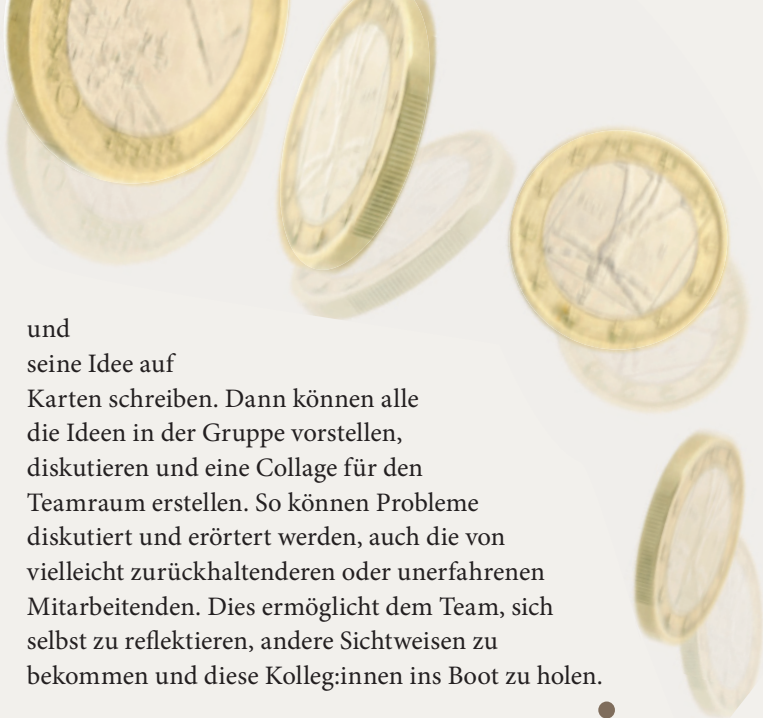 und
seine Idee auf
Karten schreiben. Dann können alle
die Ideen in der Gruppe vorstellen,
diskutieren und eine Collage für den
Teamraum erstellen. So können Probleme
diskutiert und erörtert werden, auch die von
vielleicht zurückhaltenderen oder unerfahrenen
Mitarbeitenden. Dies ermöglicht dem Team, sich
selbst zu reflektieren, andere Sichtweisen zu
bekommen und diese Kolleg:innen ins Boot zu holen.